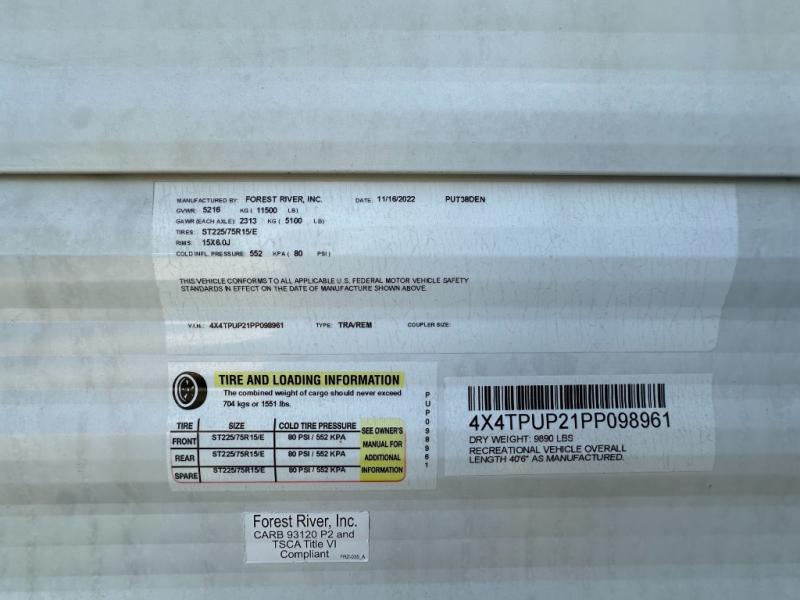 MANUFACTURED BY: FOREST RIVER, INC. DATE: 11/16/2022 PUT38DEN
GVWR: 5216 KG ( 11500 LB)
GAWR (EACH AXLE): 2313 KG ( 5100 LB)
TIRES: ST225/75R15/E
RIMS: 15X6.0J
COLD INFL. PRESSURE: 552 KPA ( 80 PSI)
THIS VEHICLE CONFORMS TO ALL APPLICABLE U.S. FEDERAL MOTOR VEHICLE SAFETY
STANDARDS IN EFFECT ON THE DATE OF MANUFACTURE SHOWN ABOVE.
V.I.N.: 4X4TPUP21PP098961 TYPE: TRA/REM COUPLER SIZE:
TIRE AND LOADING INFORMATION
The combined weight of cargo should never exceed
704 kgs or 1551 lbs.
TIRE SIZE COLD TIRE PRESSURE
FRONT ST225/75R15/E 80 PSI / 552 KPA
REAR ST225/75R15/E 80 PSI / 552 KPA
SPARE ST225/75R15/E 80 PSI / 552 KPA
SEE OWNER'S
MANUAL FOR
ADDITIONAL
INFORMATION
PUP098961
4X4TPUP21PP098961
DRY WEIGHT: 9890 LBS
RECREATIONAL VEHICLE OVERALL
LENGTH 40'6" AS MANUFACTURED.
Forest River, Inc.
CARB 93120 P2 and
TSCA Title VI
Compliant
FRZ-035_A